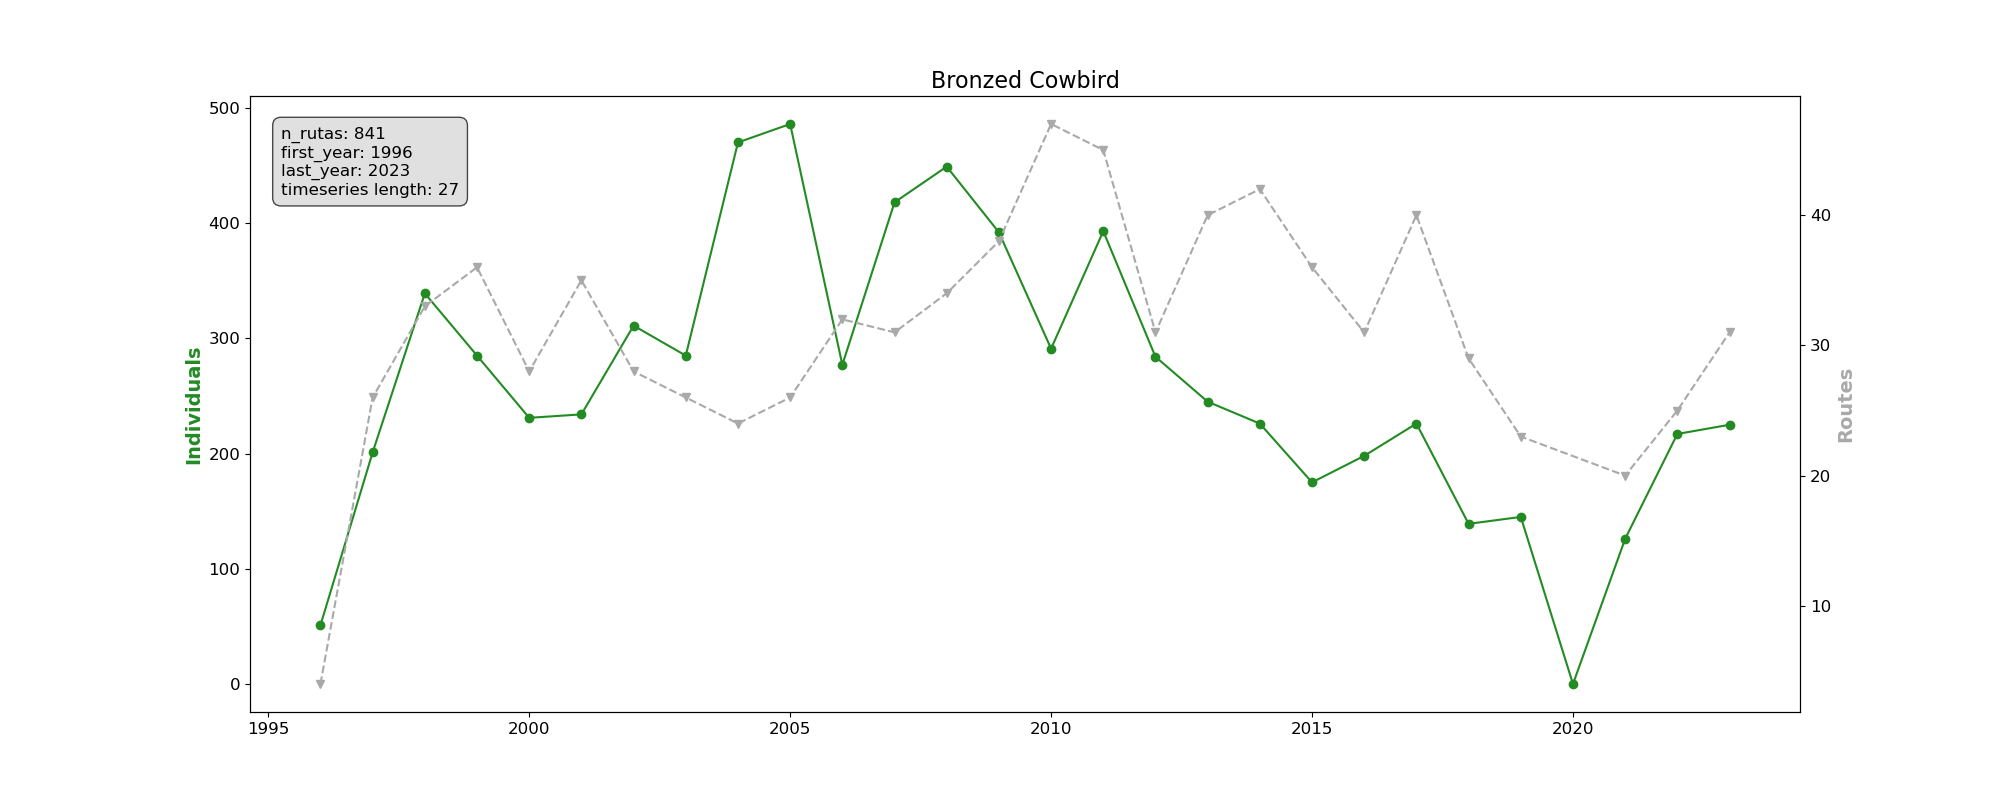 Bronzed Cowbird
n_rutas: 841
first_year: 1996
last_year: 2023
timeseries length: 27
500
400
300
200
100
0
Individuals
40
30
20
10
Routes
1995 2000 2005 2010 2015 2020